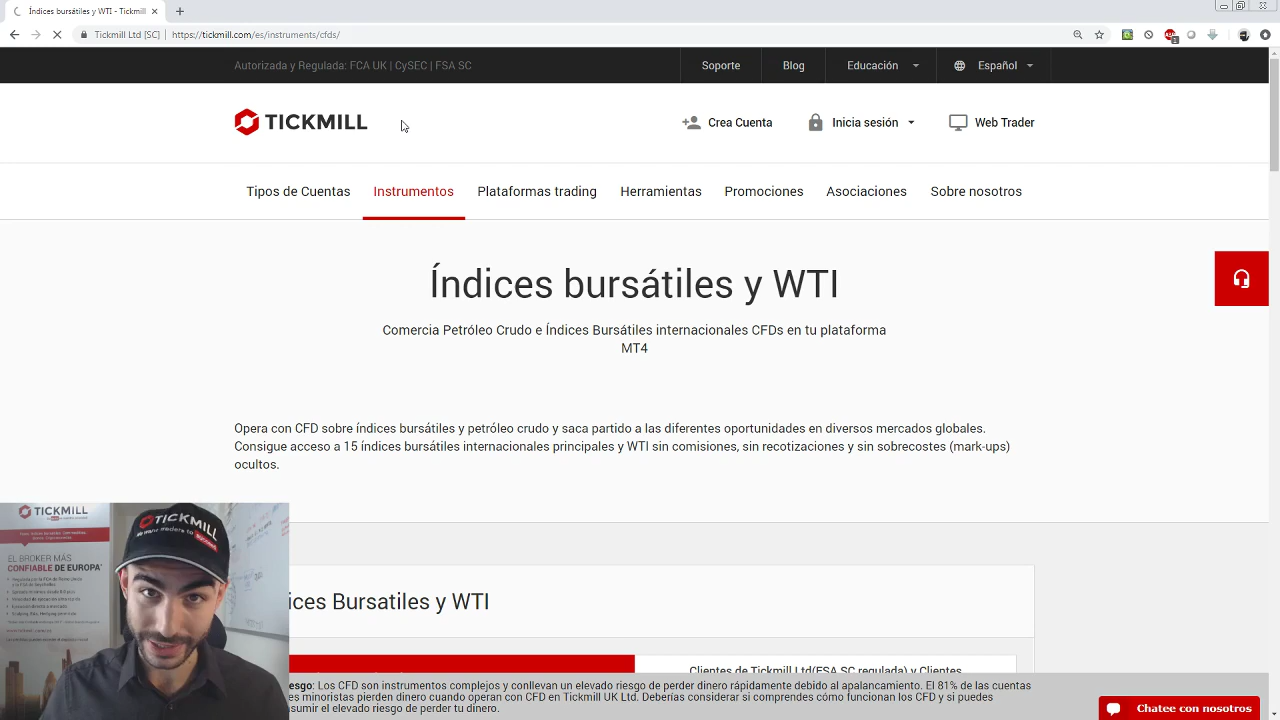 Índices bursátiles y WTI - Tickmill
Tickmill Ltd [SC]
https://tickmill.com/es/instruments/cfds/
Autorizada y Regulada: FCA UK | CySEC | FSA SC
Soporte
Blog
Educación
Español
TICKMILL
Crea Cuenta
Inicia sesión
Web Trader
Tipos de Cuentas
Instrumentos
Plataformas trading
Herramientas
Promociones
Asociaciones
Sobre nosotros
Índices bursátiles y WTI
Comercia Petróleo Crudo e Índices Bursátiles internacionales CFDs en tu plataforma
MT4
Opera con CFD sobre índices bursátiles y petróleo crudo y saca partido a las diferentes oportunidades en diversos mercados globales.
Consigue acceso a 15 índices bursátiles internacionales principales y WTI sin comisiones, sin recotizaciones y sin sobrecostes (mark-ups)
ocultos.
TICKMILL
TICKMILL
EL BROKER MÁS
CONFIABLE DE EUROPA*
ices Bursatiles y WTI
Clientes de Tickmill Ltd(FSA SC regulada) y Clientes
esgo: Los CFD son instrumentos complejos y conllevan un elevado riesgo de perder dinero rápidamente debido al apalancamiento. El 81% de las cuentas
minoristas pierden dinero cuando operan con CFD en Tickmill UK Ltd. Deberías considerar si comprendes cómo funcionan los CFD y si puedes
sumir el elevado riesgo de perder tu dinero.
Chatee con nosotros